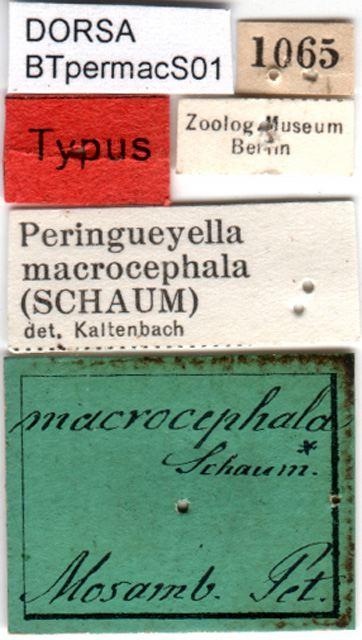 DORSA
BTpermacS01
1065
Typus
Zoolog. Museum
Berlin
Peringueyella
macrocephala
(SCHAUM)
det. Kaltenbach
macrocephala
Schaum.*
Mosamb. Pet.